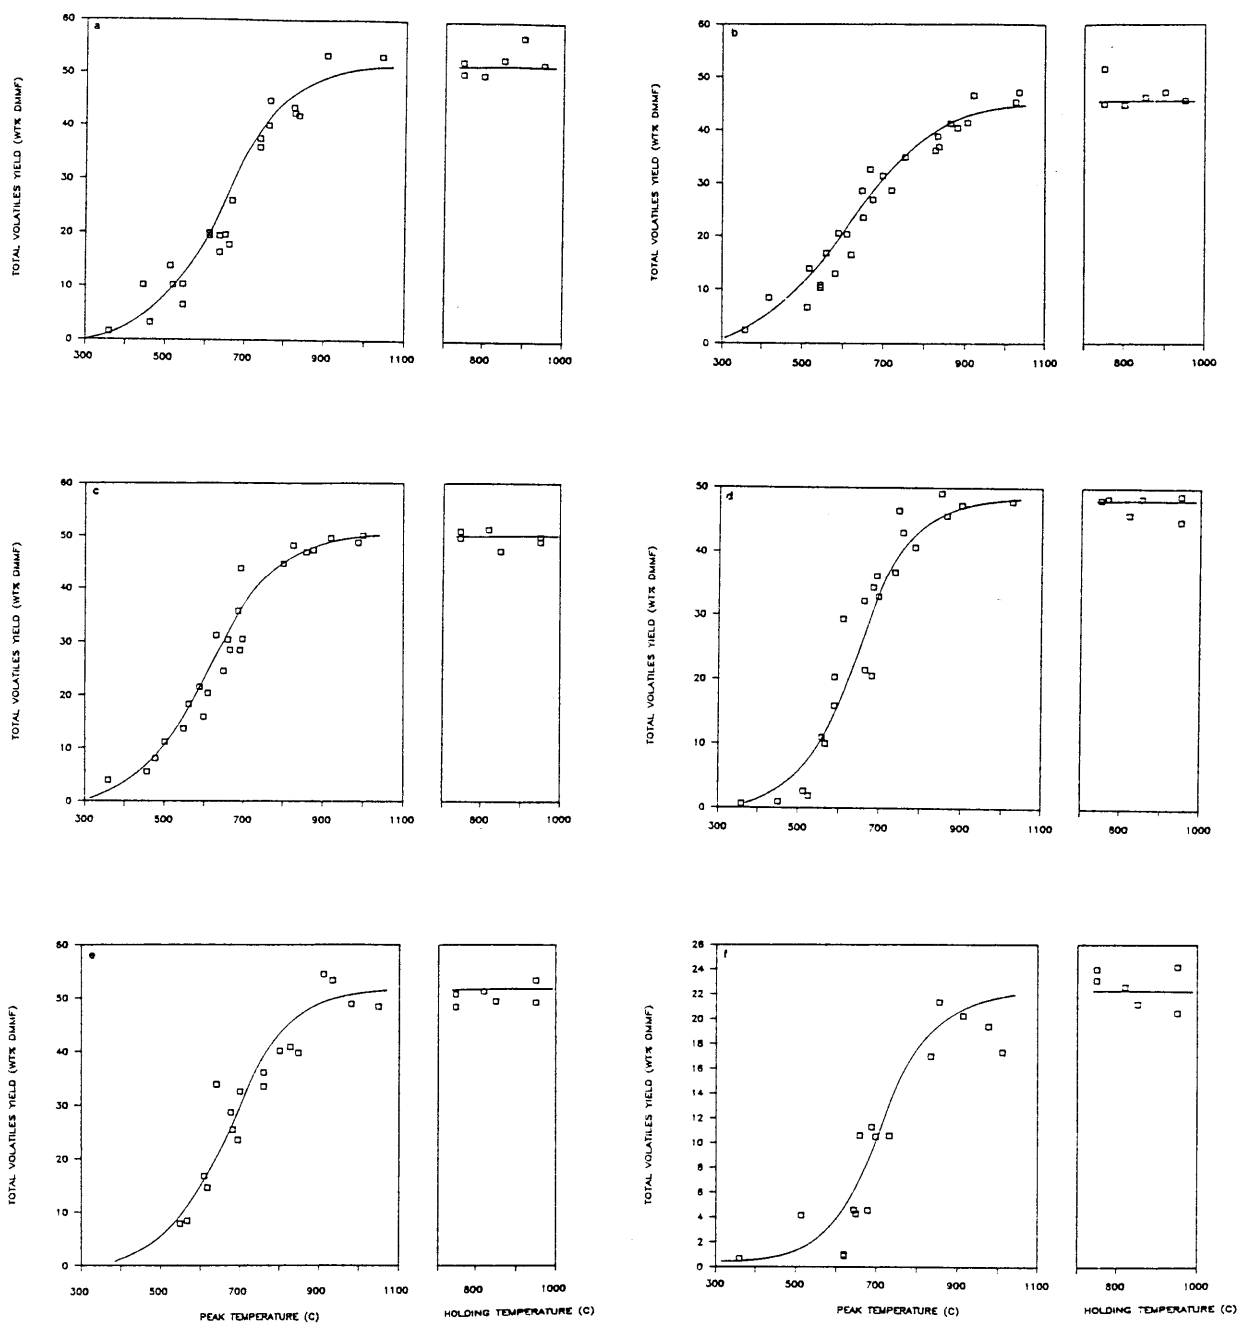 a
TOTAL VOLATILES YIELD (WT% DMMF)
60
50
40
30
20
10
0
300 500 700 900 1100
800 1000
b
TOTAL VOLATILES YIELD (WT% DMMF)
60
50
40
30
20
10
0
300 500 700 900 1100
800 1000
c
TOTAL VOLATILES YIELD (WT% DMMF)
60
50
40
30
20
10
0
300 500 700 900 1100
800 1000
d
TOTAL VOLATILES YIELD (WT% DMMF)
50
40
30
20
10
0
300 500 700 900 1100
800 1000
e
TOTAL VOLATILES YIELD (WT% DMMF)
60
50
40
30
20
10
0
300 500 700 900 1100
PEAK TEMPERATURE (C)
800 1000
HOLDING TEMPERATURE (C)
f
TOTAL VOLATILES YIELD (WT% DMMF)
26
24
22
20
18
16
14
12
10
8
6
4
2
0
300 500 700 900 1100
PEAK TEMPERATURE (C)
800 1000
HOLDING TEMPERATURE (C)